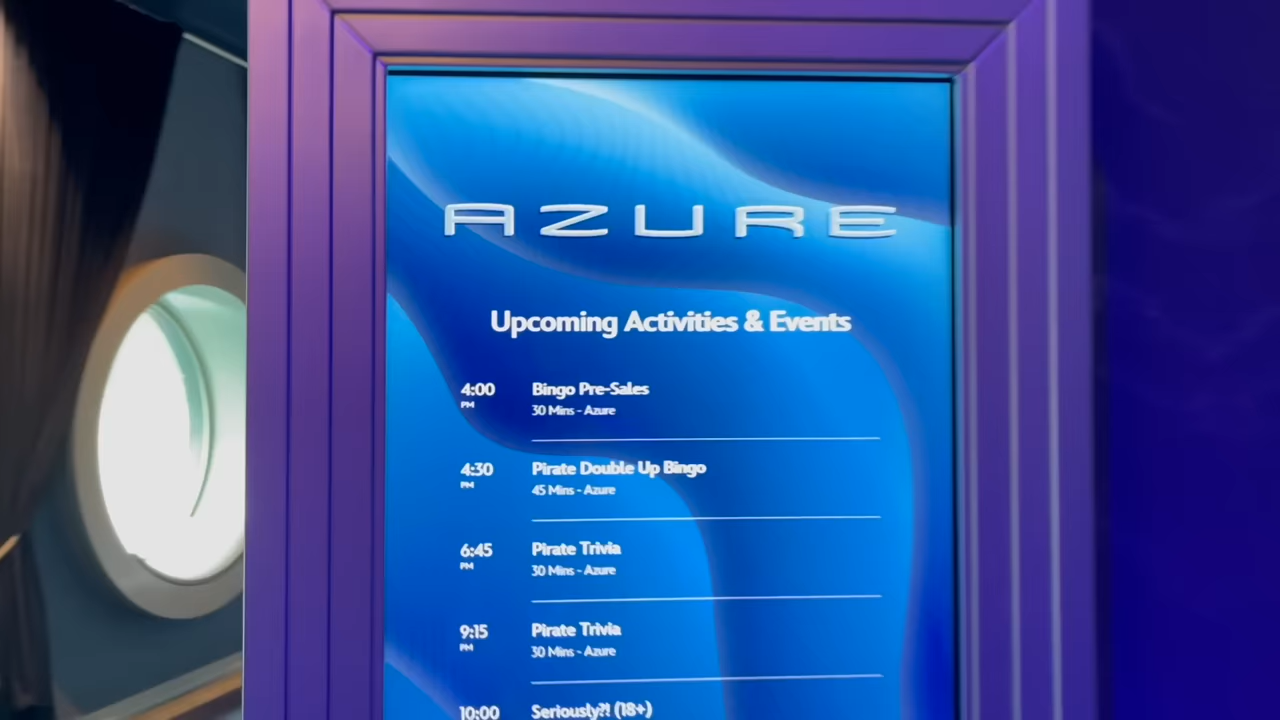 AZURE
Upcoming Activities & Events
4:00 Bingo Pre-Sales
PM 30 Mins - Azure
4:30 Pirate Double Up Bingo
PM 45 Mins - Azure
6:45 Pirate Trivia
PM 30 Mins - Azure
9:15 Pirate Trivia
PM 30 Mins - Azure
10:00 Seriously?! (18+)